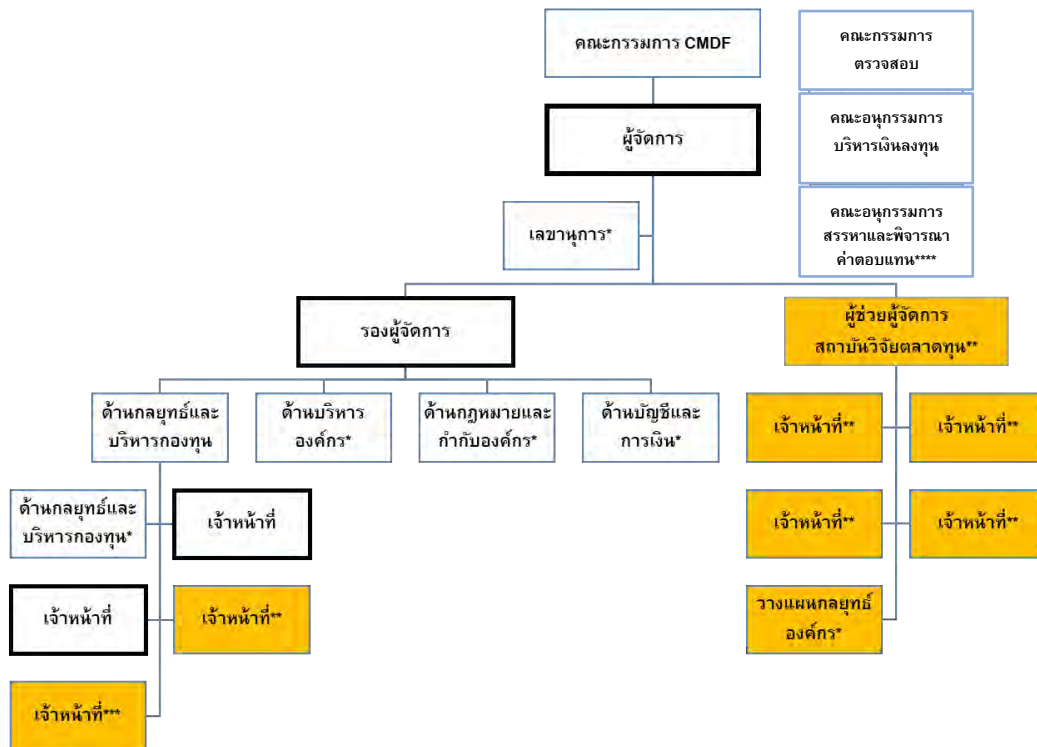 คณะกรรมการ CMDF
คณะกรรมการ
ตรวจสอบ
ผู้จัดการ
คณะอนุกรรมการ
บริหารเงินลงทุน
เลขานุการ*
คณะอนุกรรมการ
สรรหาและพิจารณา
ค่าตอบแทน****
รองผู้จัดการ
ผู้ช่วยผู้จัดการ
สถาบันวิจัยตลาดทุน**
ด้านกลยุทธ์และ
บริหารกองทุน
ด้านบริหาร
องค์กร*
ด้านกฎหมายและ
กำกับองค์กร*
ด้านบัญชีและ
การเงิน*
เจ้าหน้าที่**
เจ้าหน้าที่**
ด้านกลยุทธ์และ
บริหารกองทุน*
เจ้าหน้าที่
เจ้าหน้าที่**
เจ้าหน้าที่**
เจ้าหน้าที่
เจ้าหน้าที่**
วางแผนกลยุทธ์
องค์กร*
เจ้าหน้าที่***